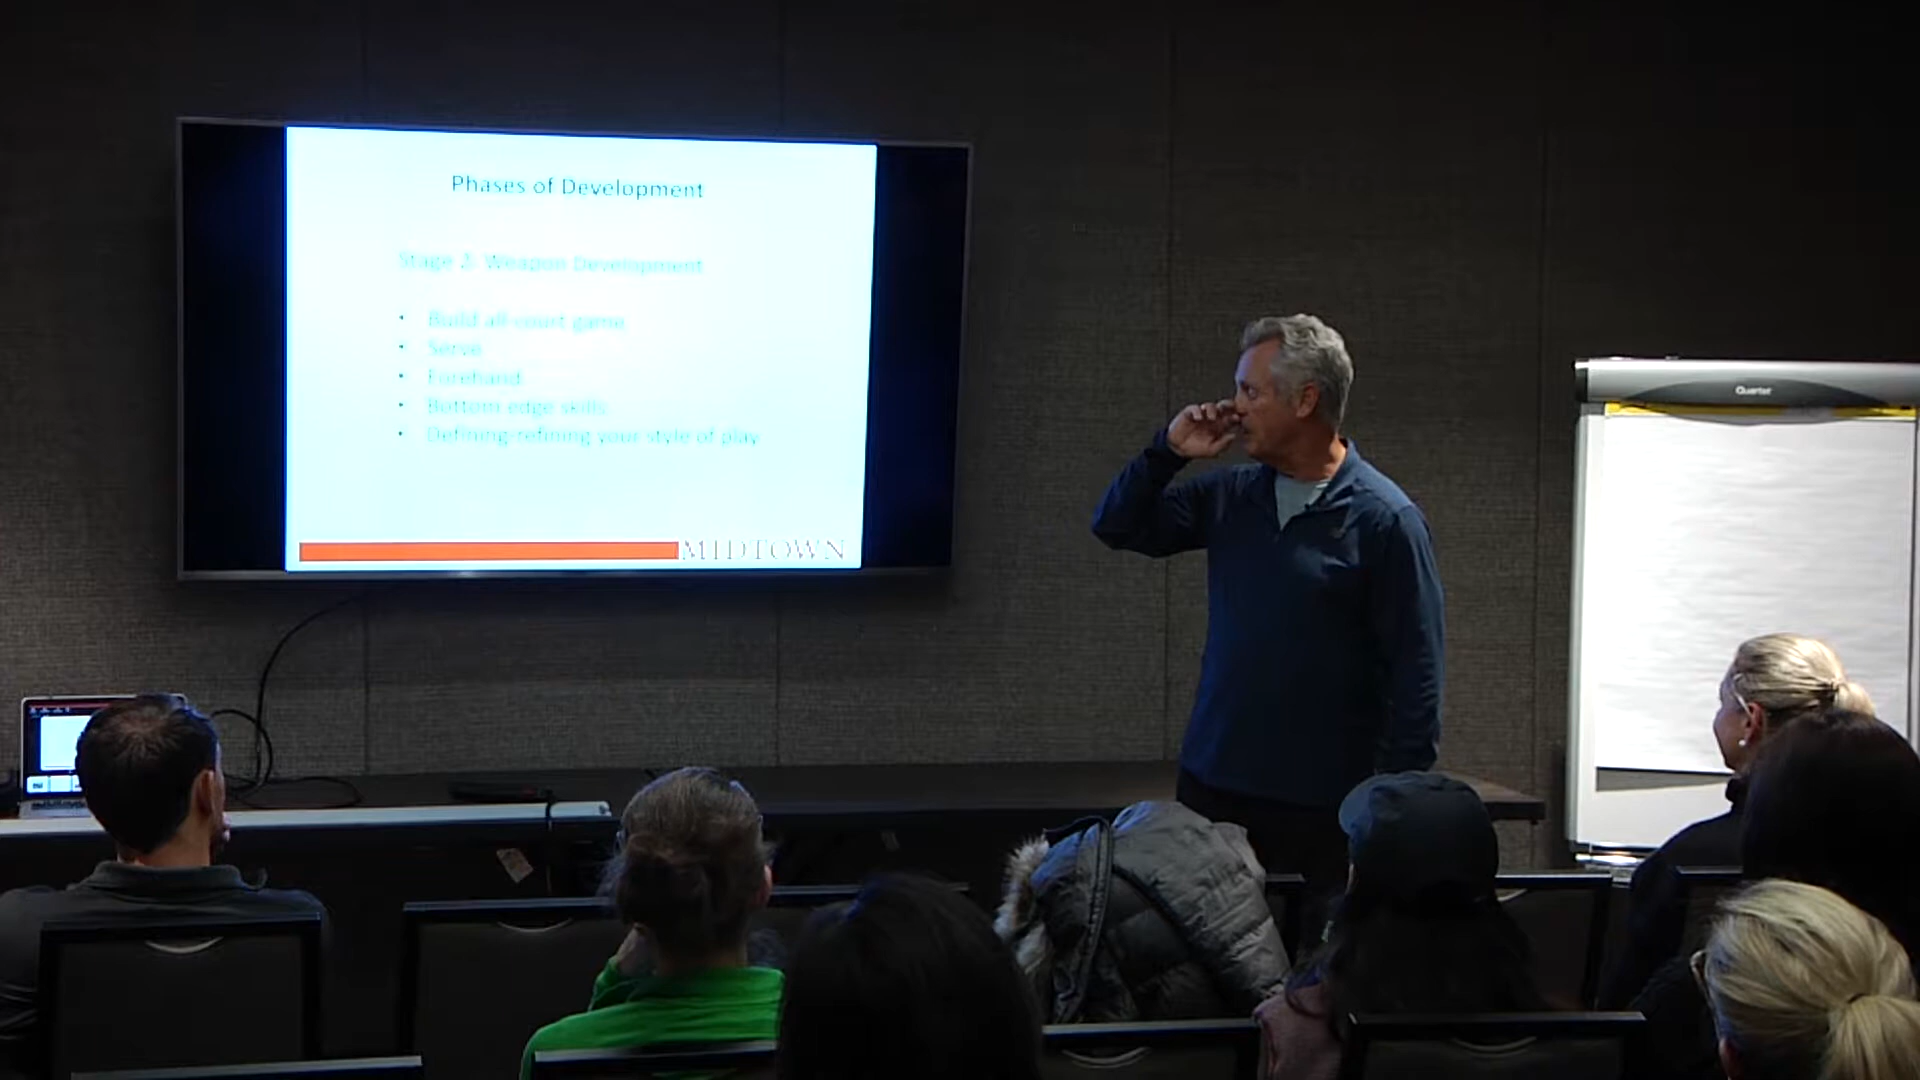 Phases of Development
Stage 2- Weapon Development
• Build all-court game
• Serve
• Forehand
• Bottom edge skills
• Defining-refining your style of play
MIDTOWN
Quartet